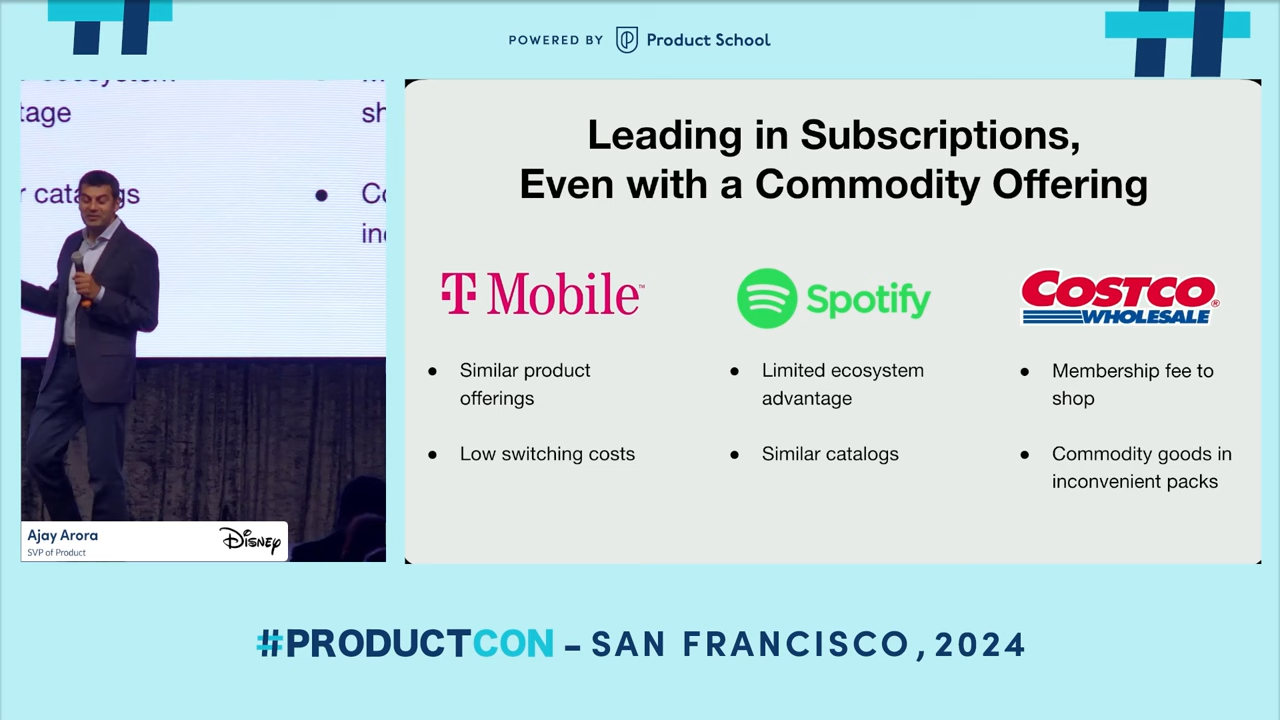 POWERED BY Product School
tage
sh
r catalogs
Co
Ajay Arora
SVP of Product
Disney
Leading in Subscriptions,
Even with a Commodity Offering
T Mobile™
Spotify
COSTCO®
WHOLESALE
● Similar product
offerings
● Low switching costs
● Limited ecosystem
advantage
● Similar catalogs
● Membership fee to
shop
● Commodity goods in
inconvenient packs
#PRODUCTCON – SAN FRANCISCO, 2024